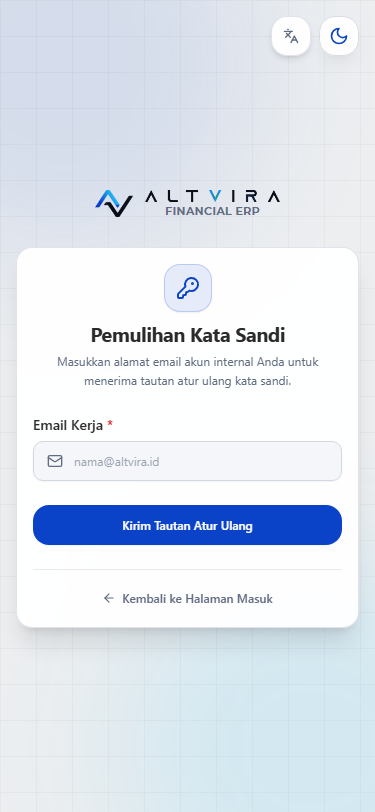 ALTVIRA
FINANCIAL ERP
Pemulihan Kata Sandi
Masukkan alamat email akun internal Anda untuk
menerima tautan atur ulang kata sandi.
Email Kerja *
nama@altvira.id
Kirim Tautan Atur Ulang
Kembali ke Halaman Masuk